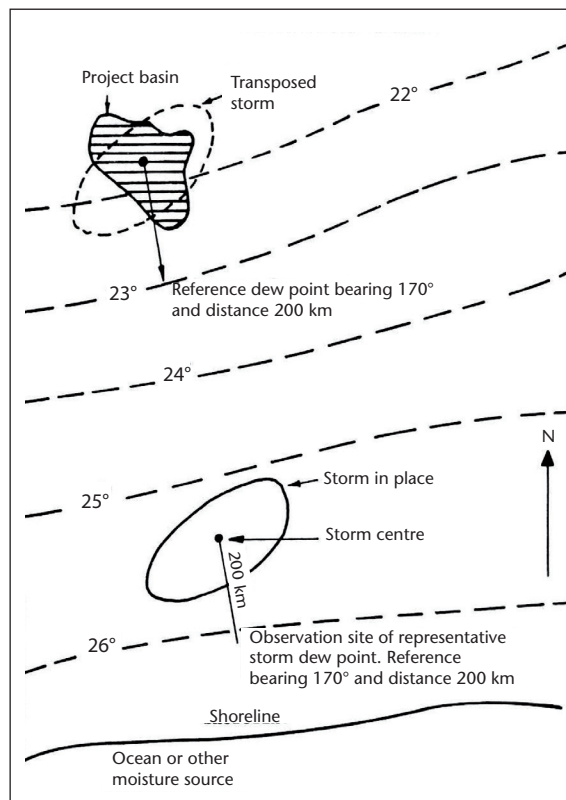 Project basin
Transposed
storm
22°
23°
Reference dew point bearing 170°
and distance 200 km
24°
25°
N
Storm in place
Storm centre
200 km
26°
Observation site of representative
storm dew point. Reference
bearing 170° and distance 200 km
Shoreline
Ocean or other
moisture source